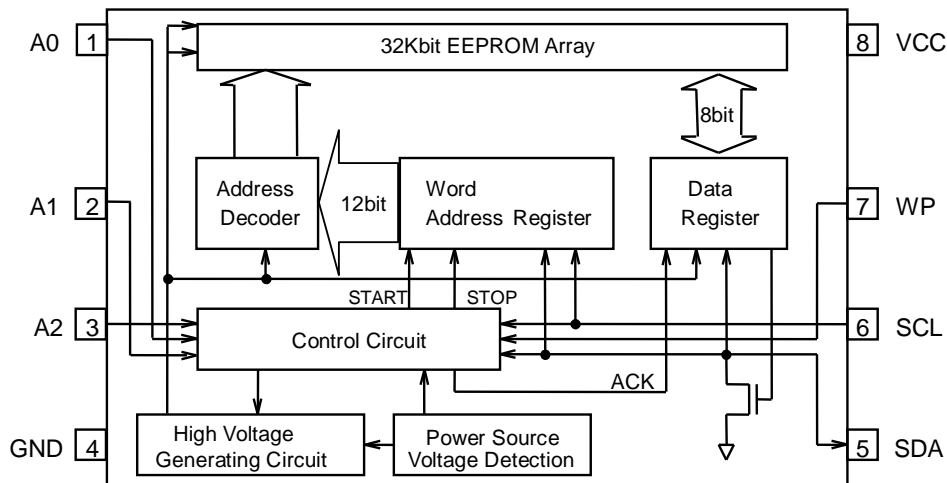 A0 1 32Kbit EEPROM Array 8 VCC
8bit
A1 2 Address
Decoder 12bit Word
Address Register Data
Register 7 WP
START STOP
A2 3 Control Circuit 6 SCL
ACK
GND 4 High Voltage
Generating Circuit Power Source
Voltage Detection 5 SDA